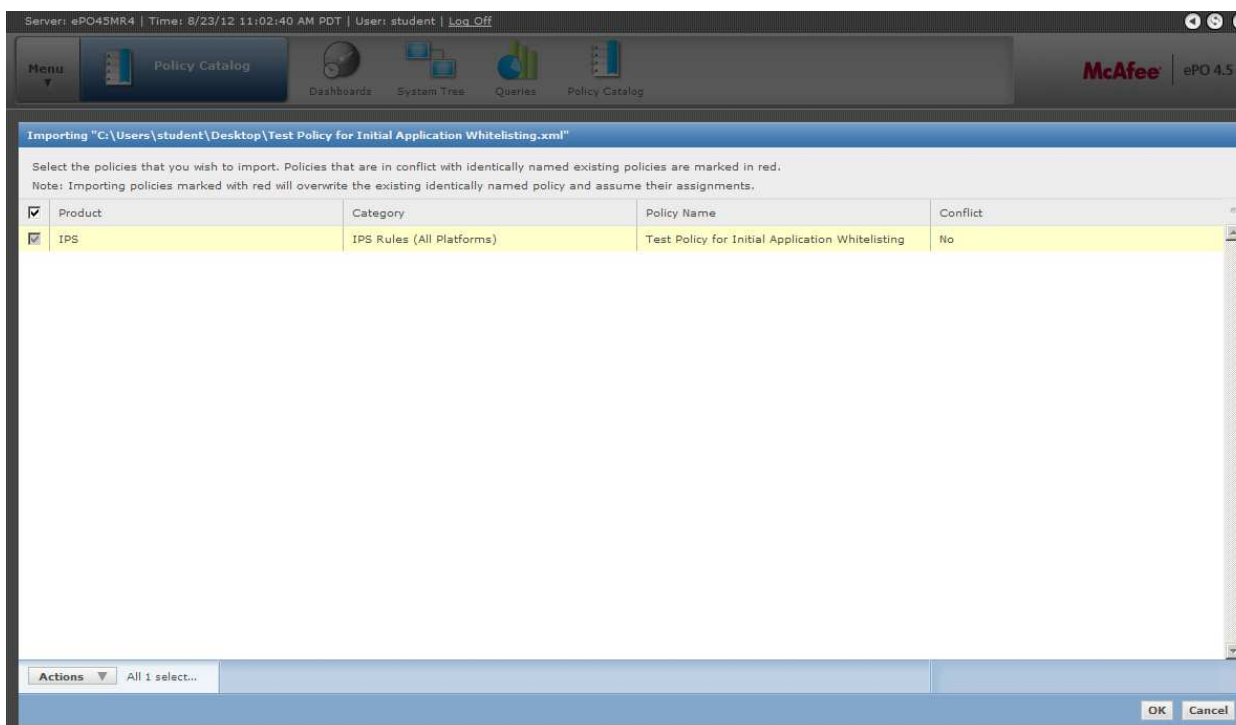 Server: ePO45MR4 | Time: 8/23/12 11:02:40 AM PDT | User: student | Log Off
Menu
Policy Catalog
Dashboards
System Tree
Queries
Policy Catalog
McAfee
ePO 4.5
Importing "C:\Users\student\Desktop\Test Policy for Initial Application Whitelisting.xml"
Select the policies that you wish to import. Policies that are in conflict with identically named existing policies are marked in red.
Note: Importing policies marked with red will overwrite the existing identically named policy and assume their assignments.
Product Category Policy Name Conflict
IPS IPS Rules (All Platforms) Test Policy for Initial Application Whitelisting No
Actions All 1 select...
OK Cancel